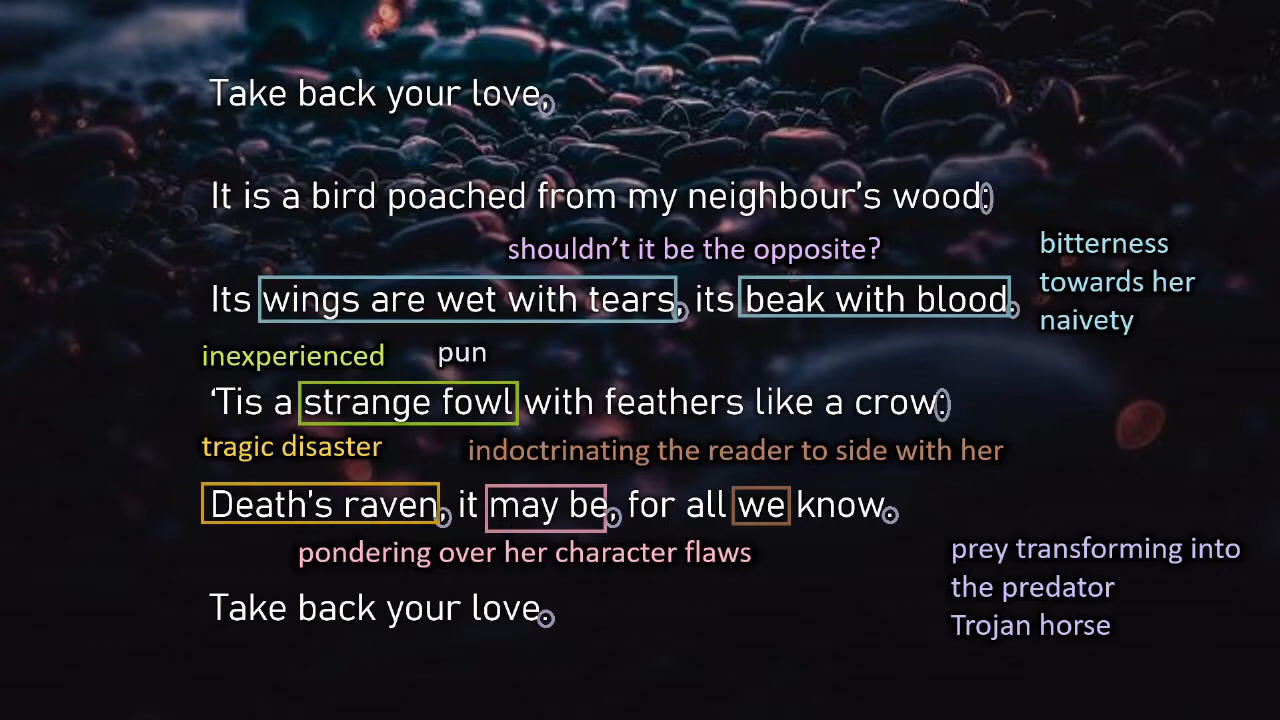 Take back your love,
It is a bird poached from my neighbour’s wood:
shouldn’t it be the opposite?
bitterness
towards her
naivety
Its wings are wet with tears, its beak with blood.
inexperienced
pun
‘Tis a strange fowl with feathers like a crow:
tragic disaster
indoctrinating the reader to side with her
Death’s raven, it may be, for all we know.
pondering over her character flaws
prey transforming into
the predator
Trojan horse
Take back your love.